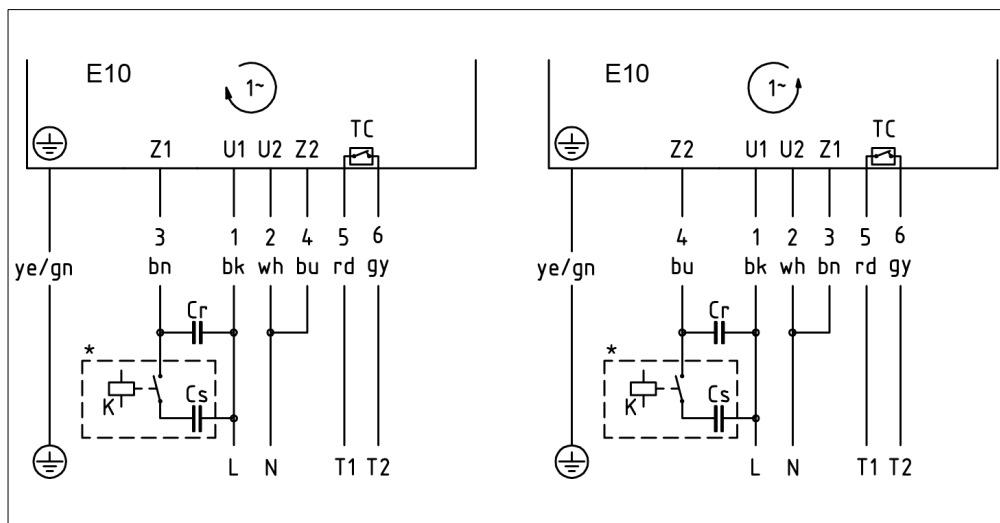 E10
1~
TC
Z1 U1 U2 Z2
3 1 2 4 5 6
ye/gn bn bk wh bu rd gy
Cr
*
K
Cs
L N T1 T2
E10
1~
TC
Z2 U1 U2 Z1
4 1 2 3 5 6
ye/gn bu bk wh bn rd gy
Cr
*
K
Cs
L N T1 T2